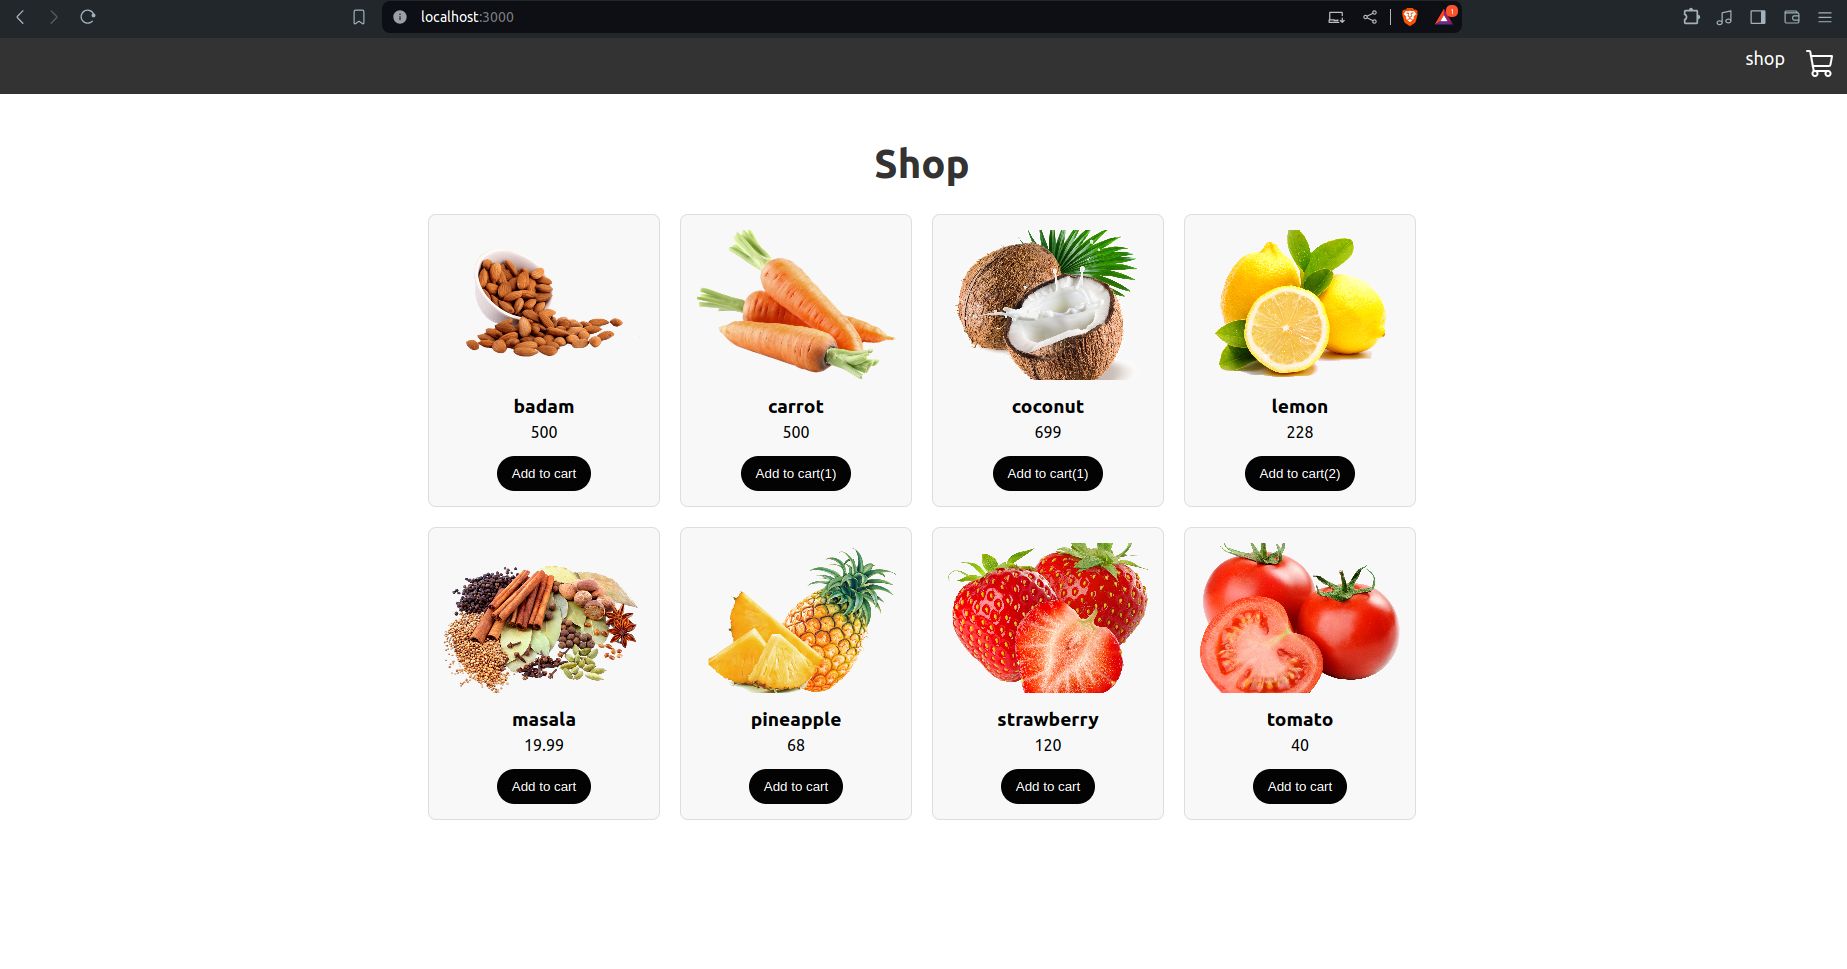 localhost:3000
1
shop
Shop
badam
500
Add to cart
carrot
500
Add to cart(1)
coconut
699
Add to cart(1)
lemon
228
Add to cart(2)
masala
19.99
Add to cart
pineapple
68
Add to cart
strawberry
120
Add to cart
tomato
40
Add to cart